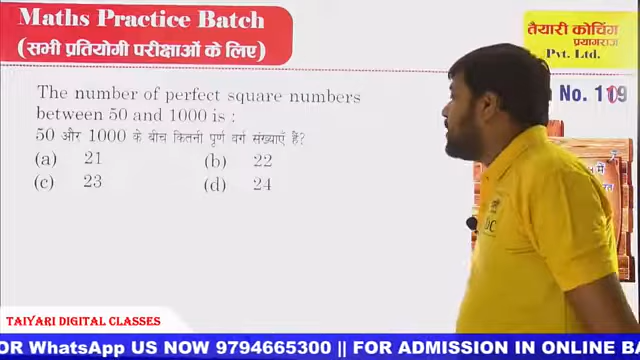 Maths Practice Batch
(सभी प्रतियोगी परीक्षाओं के लिए)
तैयारी कोचिंग
प्रयागराज
Pvt. Ltd.
No. 119
The number of perfect square numbers
between 50 and 1000 is :
50 और 1000 के बीच कितनी पूर्ण वर्ग संख्याएँ हैं?
(a) 21 (b) 22
(c) 23 (d) 24
TAIYARI DIGITAL CLASSES
OR WhatsApp US NOW 9794665300 || FOR ADMISSION IN ONLINE BA